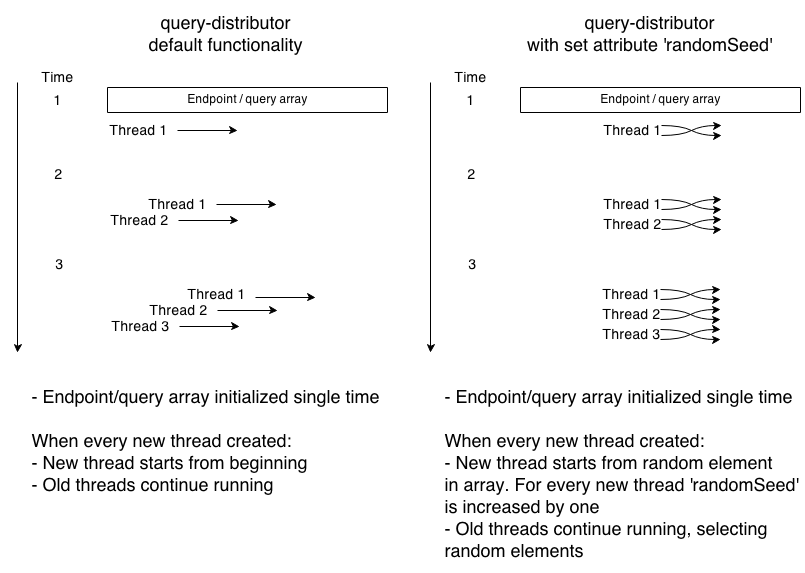 query-distributor
default functionality
Time
1
Endpoint / query array
Thread 1
2
Thread 1
Thread 2
3
Thread 1
Thread 2
Thread 3
- Endpoint/query array initialized single time
When every new thread created:
- New thread starts from beginning
- Old threads continue running
query-distributor
with set attribute 'randomSeed'
Time
1
Endpoint / query array
Thread 1
2
Thread 1
Thread 2
3
Thread 1
Thread 2
Thread 3
- Endpoint/query array initialized single time
When every new thread created:
- New thread starts from random element
in array. For every new thread 'randomSeed'
is increased by one
- Old threads continue running, selecting
random elements